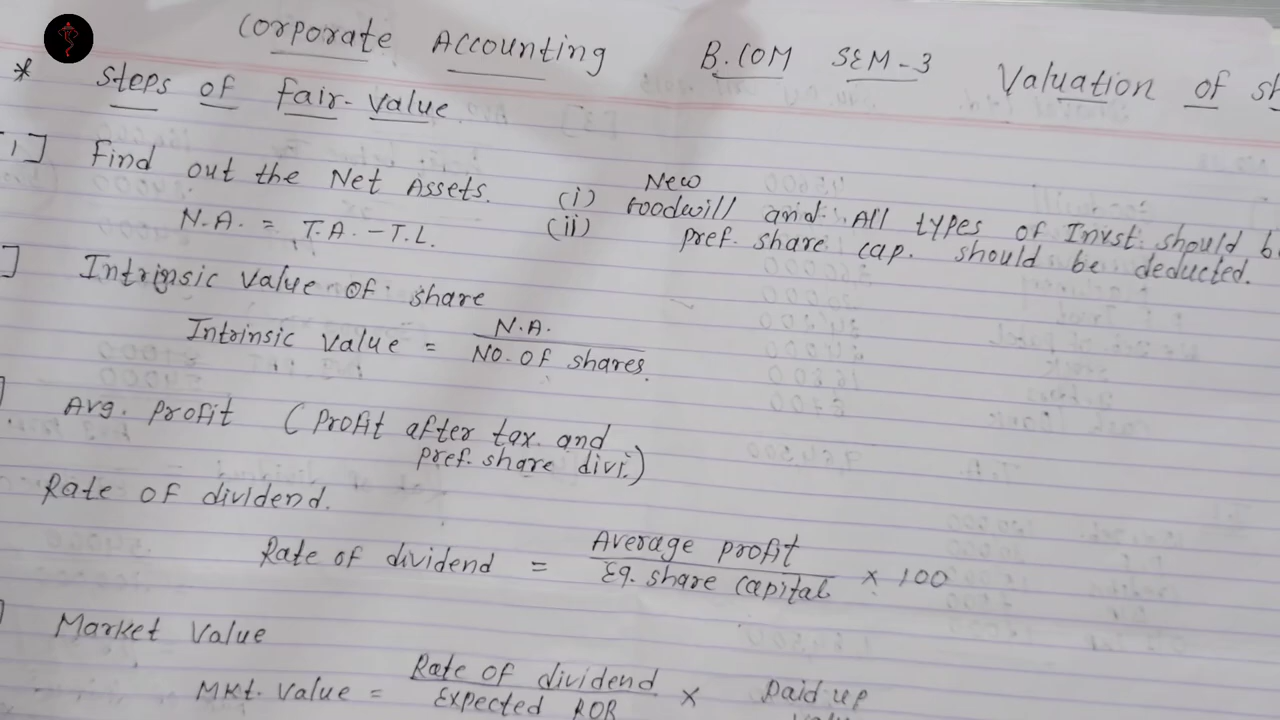 Corporate Accounting B.COM SEM-3 Valuation of sh
* Steps of fair-value
1] Find out the Net Assets. (i) New Goodwill and All types of Invst. should b
N.A. = T.A. - T.L. (ii) pref. share cap. should be deducted.
] Intrinsic value of share
Intrinsic value = N.A. / No. of shares.
] Avg. profit (profit after tax. and
pref. share divi.)
Rate of dividend.
Rate of dividend = Average profit / Eq. share capital × 100
] Market value
Mkt. value = Rate of dividend / Expected ROR × Paid up